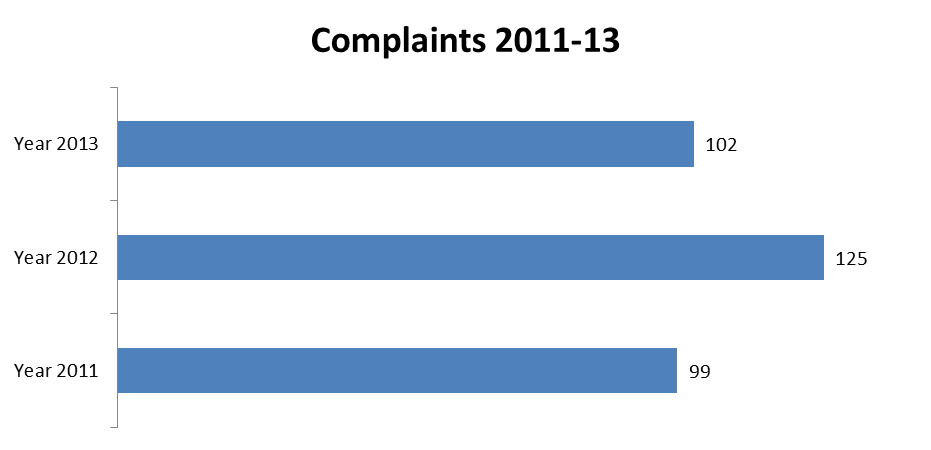 Complaints 2011-13
Year 2013 102
Year 2012 125
Year 2011 99